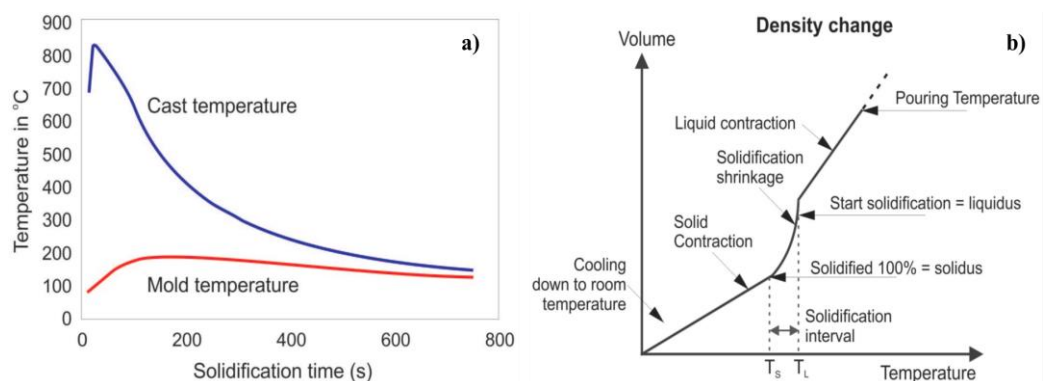 900
800
700
600
500
400
300
200
100
0
Temperature in °C
a)
Cast temperature
Mold temperature
0
200
400
600
800
Solidification time (s)
Density change
b)
Volume
Pouring Temperature
Liquid contraction
Solidification
shrinkage
Start solidification = liquidus
Solid
Contraction
Solidified 100% = solidus
Cooling
down to room
temperature
Solidification
interval
Ts
TL
Temperature